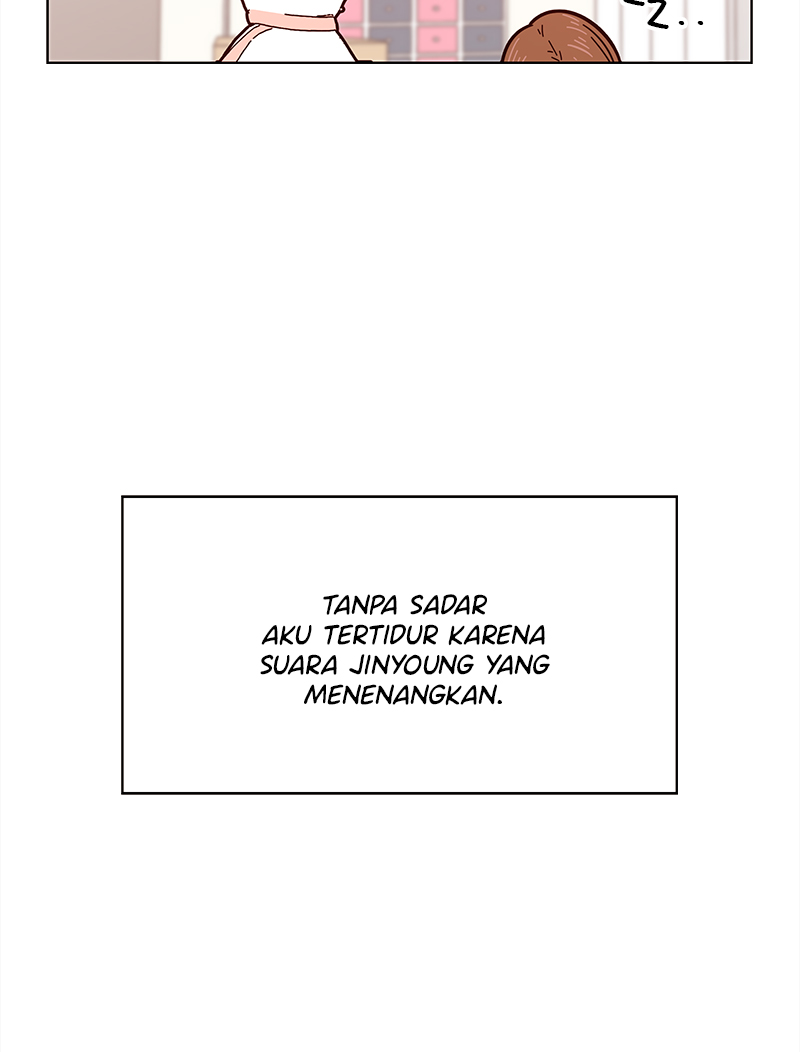 Z..
TANPA SADAR
AKU TERTIDUR KARENA
SUARA JINYOUNG YANG
MENENANGKAN.